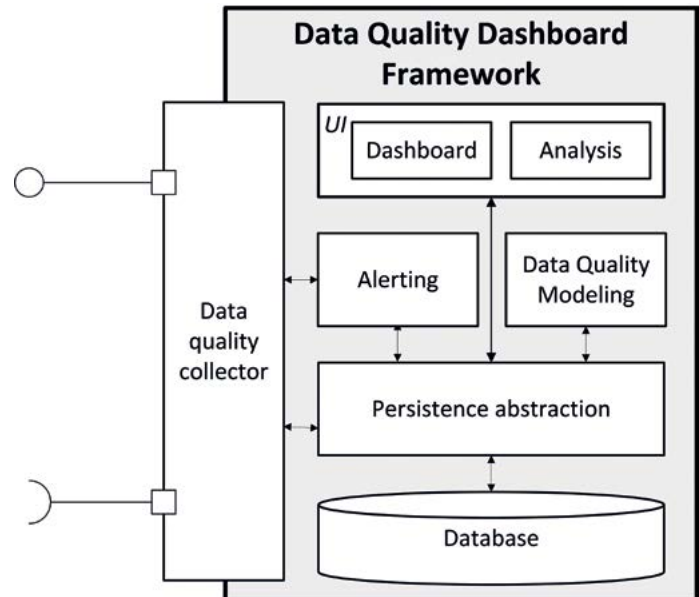 Data Quality Dashboard
Framework
UI
Dashboard
Analysis
Alerting
Data Quality
Modeling
Data
quality
collector
Persistence abstraction
Database